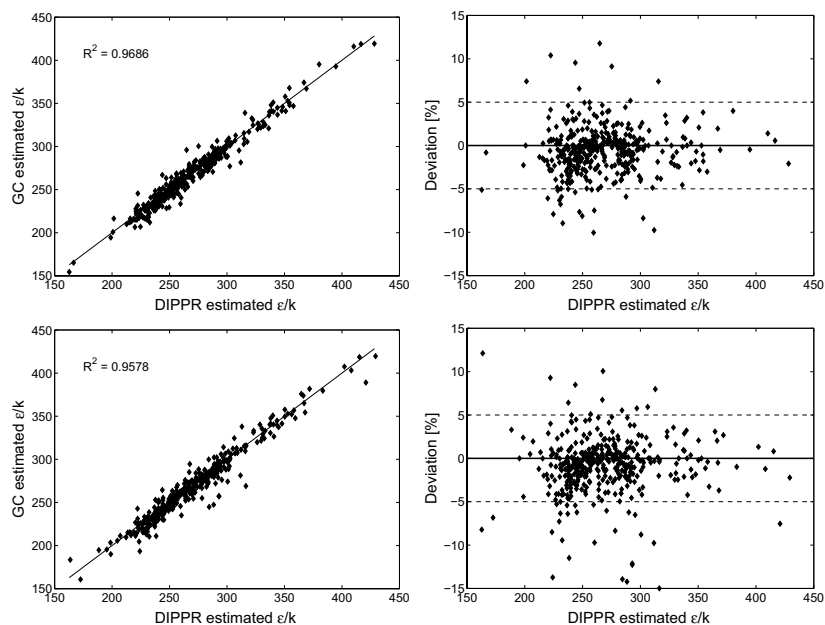 450
400
350
300
250
200
150
GC estimated ε/k
R² = 0.9686
150 200 250 300 350 400 450
DIPPR estimated ε/k
15
10
5
0
−5
−10
−15
Deviation [%]
150 200 250 300 350 400 450
DIPPR estimated ε/k
450
400
350
300
250
200
150
GC estimated ε/k
R² = 0.9578
150 200 250 300 350 400 450
DIPPR estimated ε/k
15
10
5
0
−5
−10
−15
Deviation [%]
150 200 250 300 350 400 450
DIPPR estimated ε/k